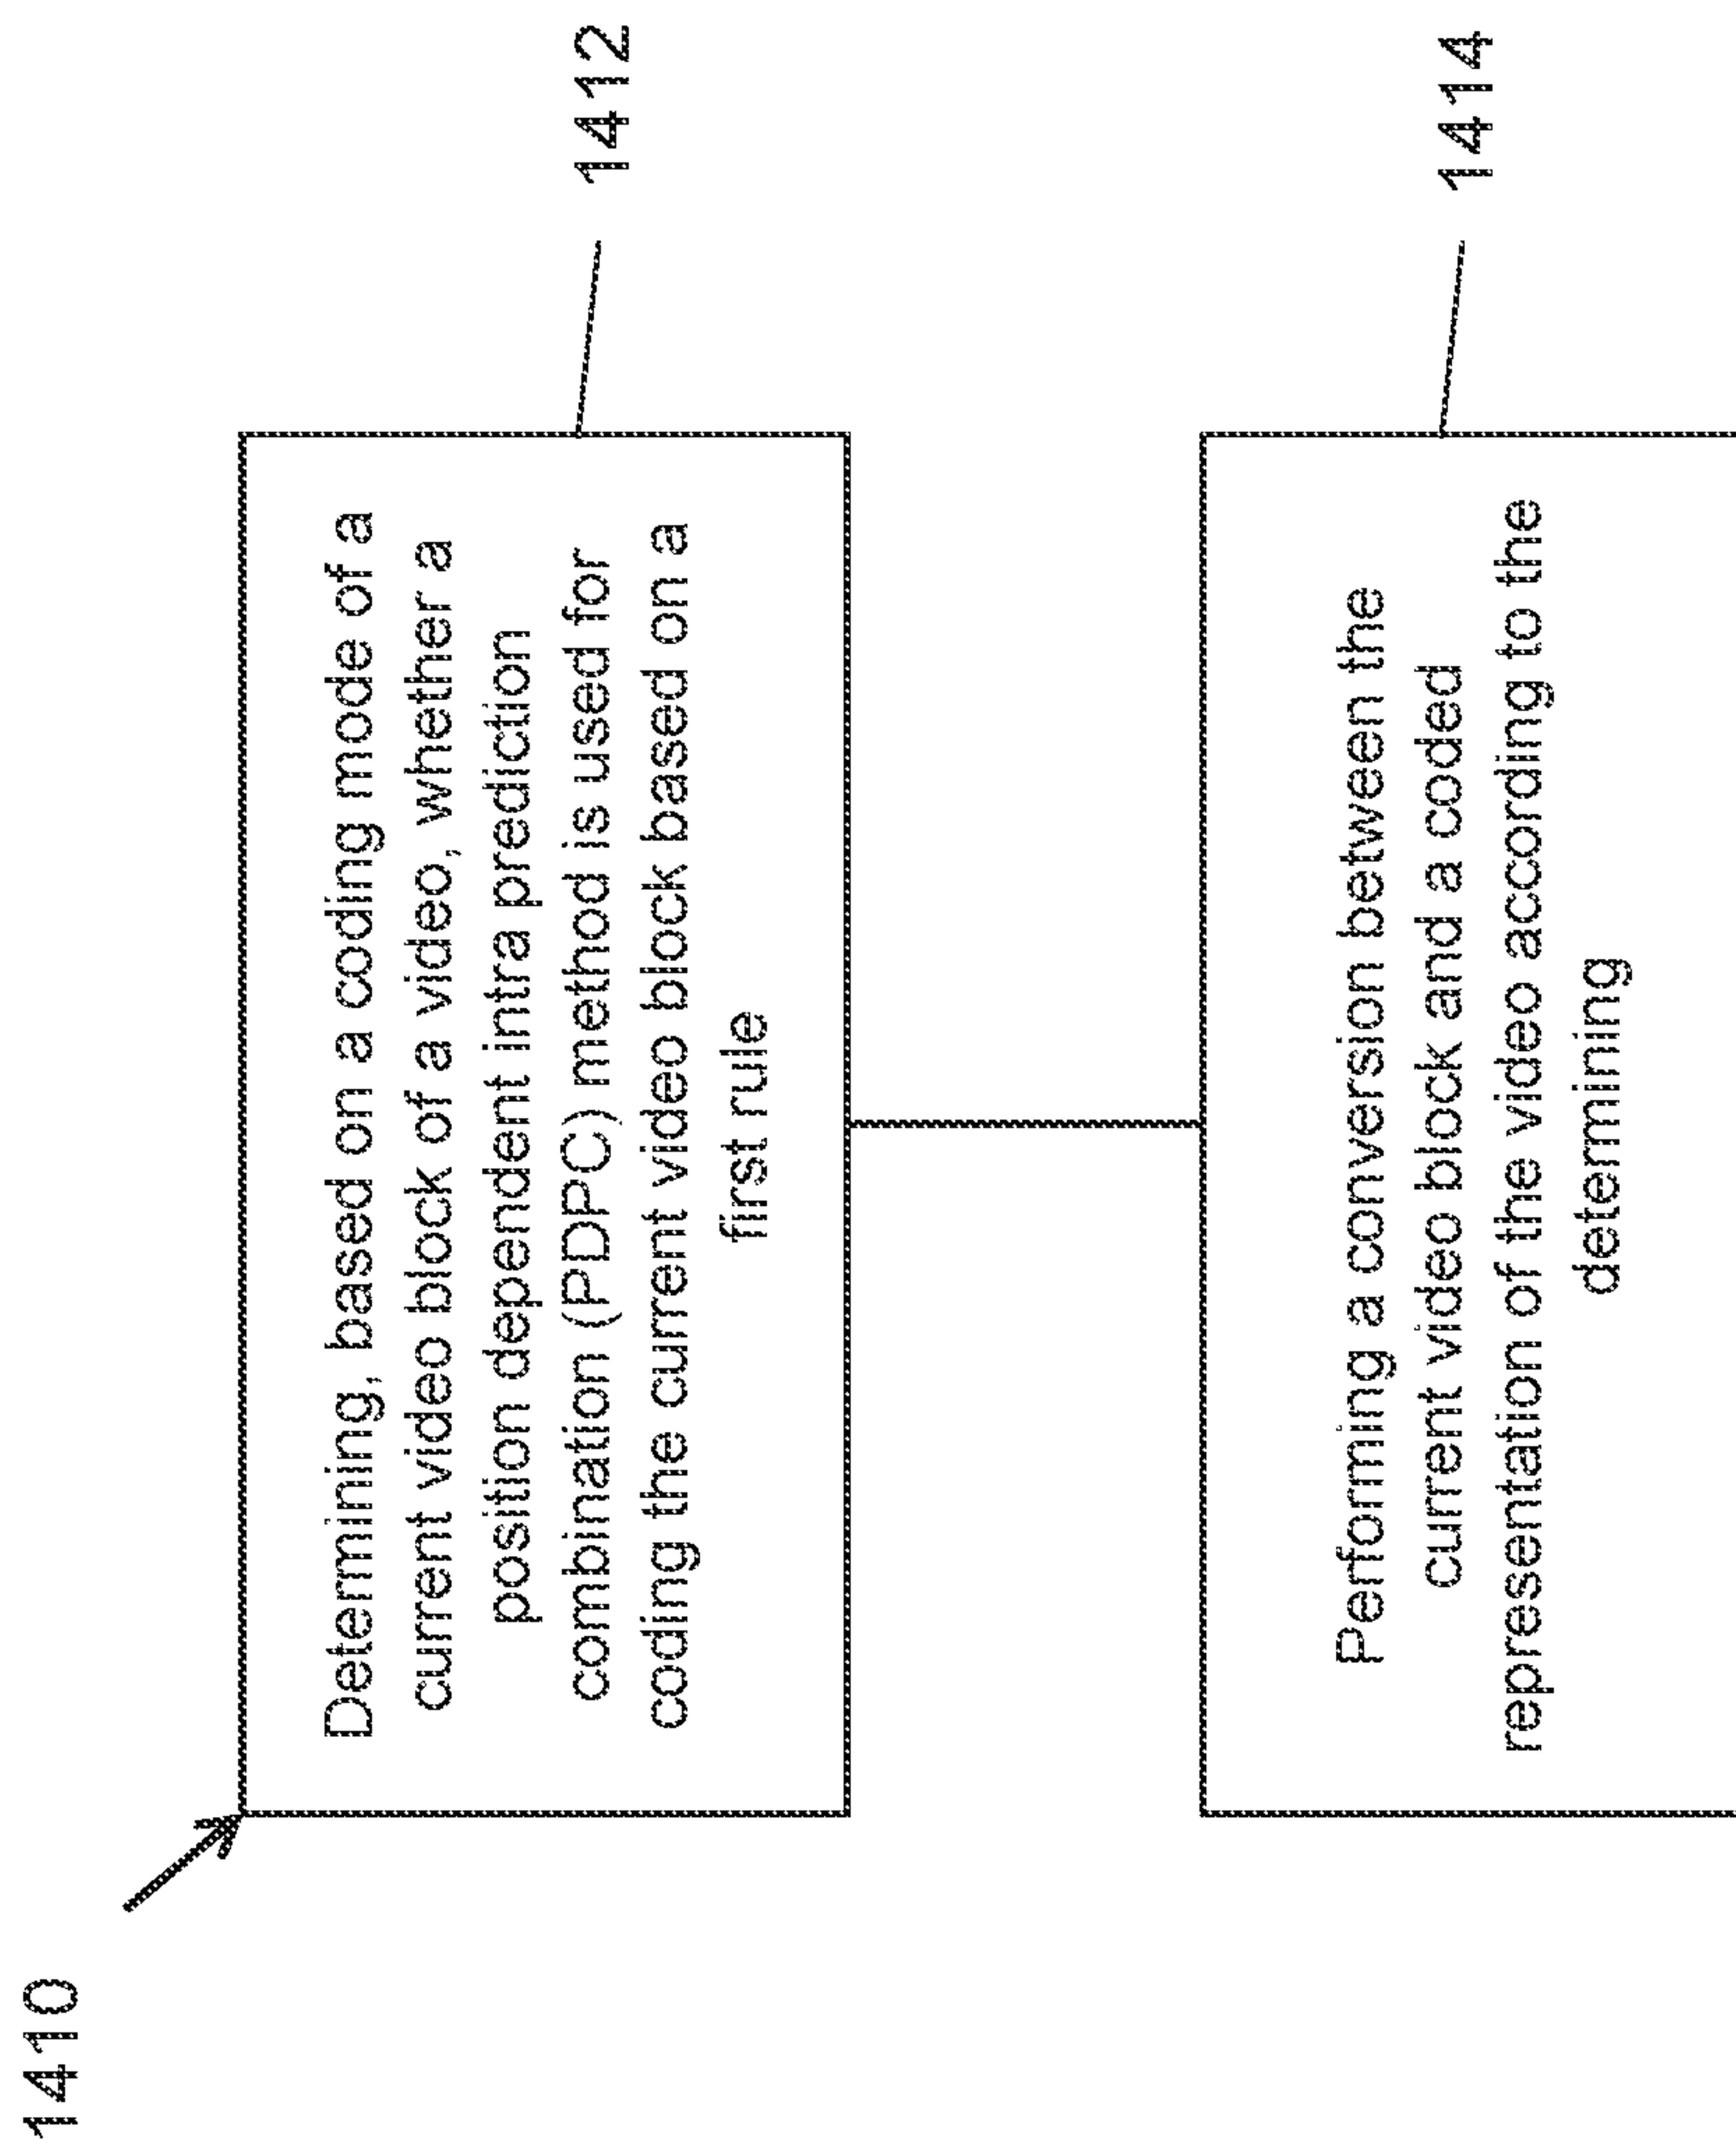 1410
Determining, based on a coding mode of a
current video block of a video, whether a
position dependent intra prediction
combination (PDPC) method is used for
coding the current video block based on a
first rule
1412
Performing a conversion between the
current video block and a coded
representation of the video according to the
determining
1414